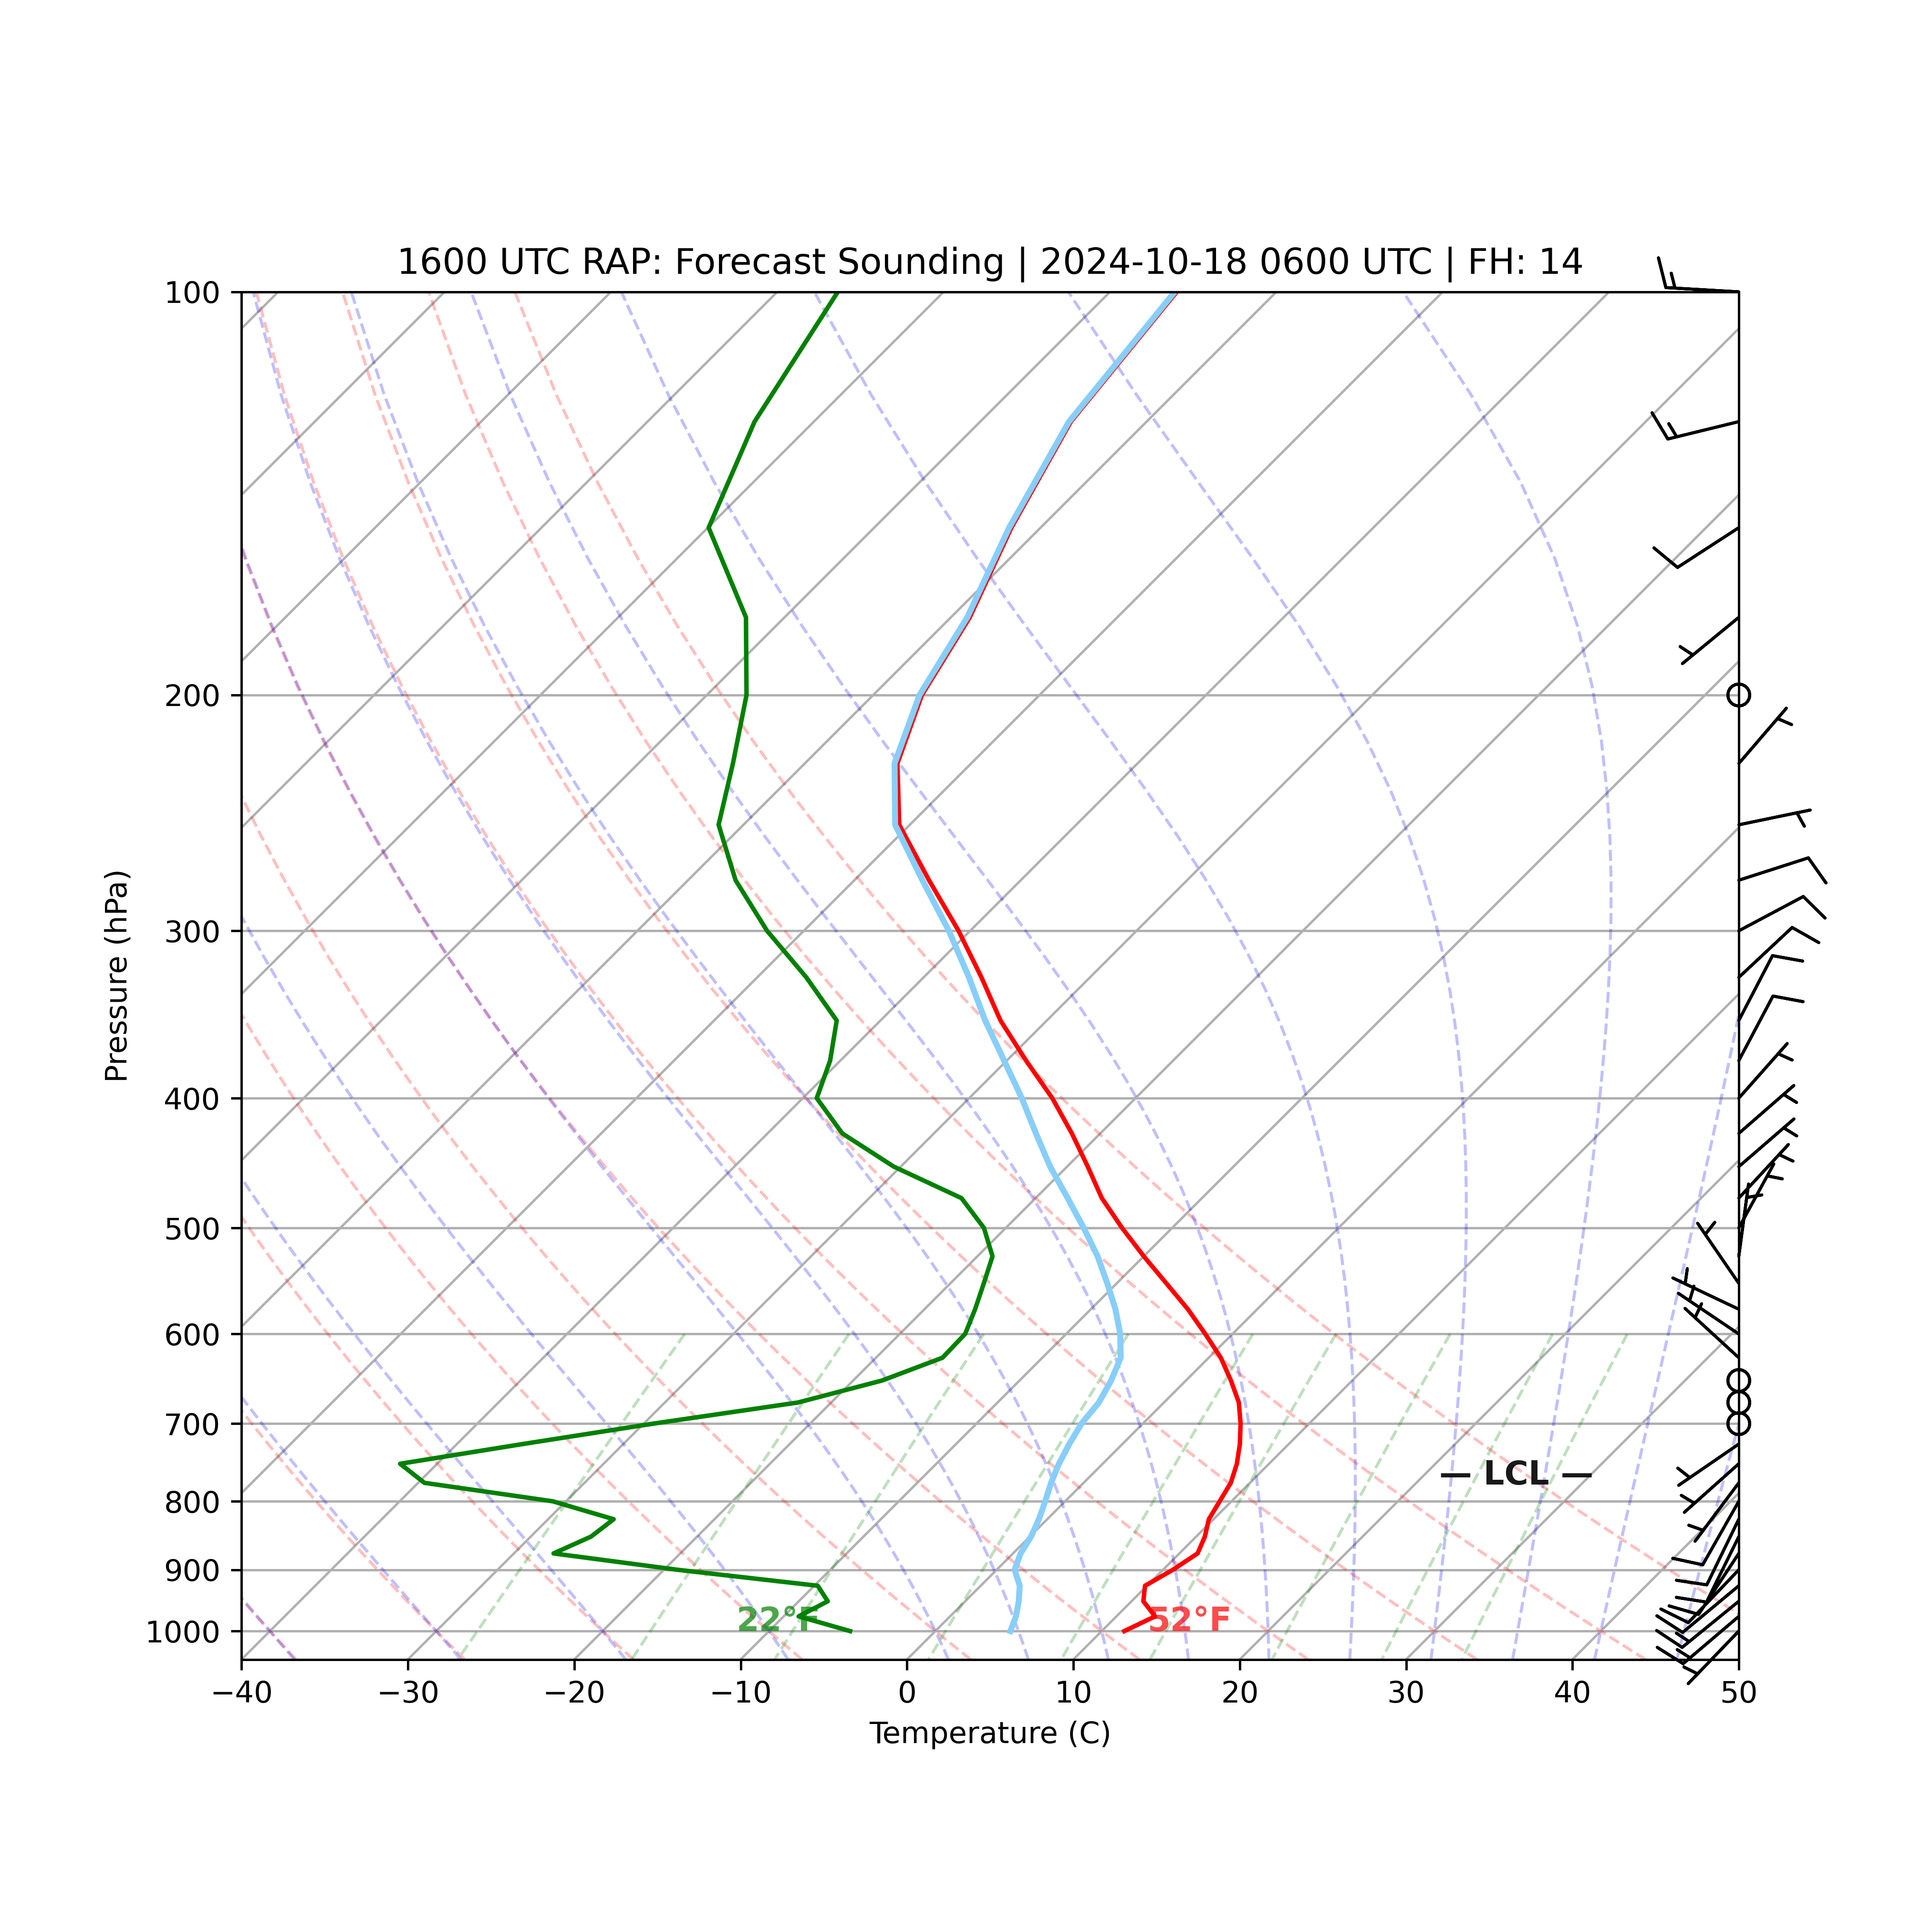 1600 UTC RAP: Forecast Sounding | 2024-10-18 0600 UTC | FH: 14
100
200
300
400
500
600
700
800
900
1000
Pressure (hPa)
— LCL —
22°F
52°F
−40 −30 −20 −10 0 10 20 30 40 50
Temperature (C)